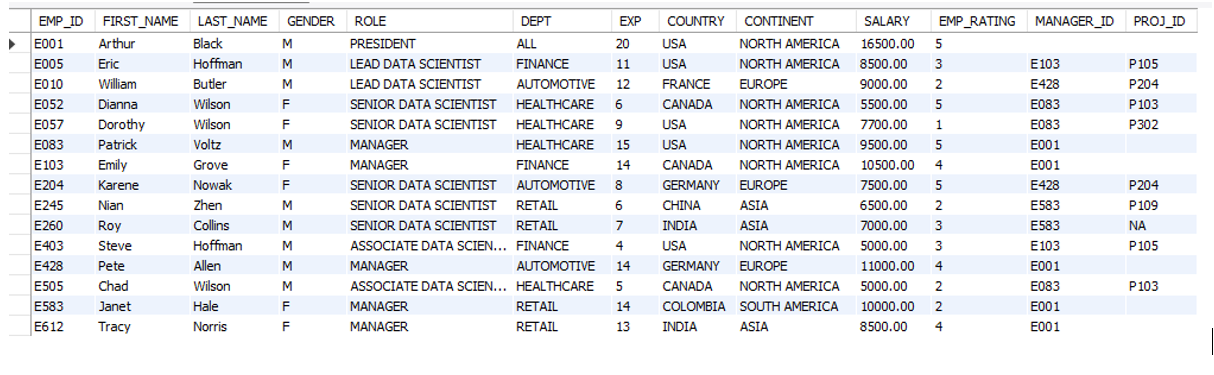 EMP_ID FIRST_NAME LAST_NAME GENDER ROLE DEPT EXP COUNTRY CONTINENT SALARY EMP_RATING MANAGER_ID PROJ_ID
E001 Arthur Black M PRESIDENT ALL 20 USA NORTH AMERICA 16500.00 5
E005 Eric Hoffman M LEAD DATA SCIENTIST FINANCE 11 USA NORTH AMERICA 8500.00 3 E103 P105
E010 William Butler M LEAD DATA SCIENTIST AUTOMOTIVE 12 FRANCE EUROPE 9000.00 2 E428 P204
E052 Dianna Wilson F SENIOR DATA SCIENTIST HEALTHCARE 6 CANADA NORTH AMERICA 5500.00 5 E083 P103
E057 Dorothy Wilson F SENIOR DATA SCIENTIST HEALTHCARE 9 USA NORTH AMERICA 7700.00 1 E083 P302
E083 Patrick Voltz M MANAGER HEALTHCARE 15 USA NORTH AMERICA 9500.00 5 E001
E103 Emily Grove F MANAGER FINANCE 14 CANADA NORTH AMERICA 10500.00 4 E001
E204 Karene Nowak F SENIOR DATA SCIENTIST AUTOMOTIVE 8 GERMANY EUROPE 7500.00 5 E428 P204
E245 Nian Zhen M SENIOR DATA SCIENTIST RETAIL 6 CHINA ASIA 6500.00 2 E583 P109
E260 Roy Collins M SENIOR DATA SCIENTIST RETAIL 7 INDIA ASIA 7000.00 3 E583 NA
E403 Steve Hoffman M ASSOCIATE DATA SCIEN... FINANCE 4 USA NORTH AMERICA 5000.00 3 E103 P105
E428 Pete Allen M MANAGER AUTOMOTIVE 14 GERMANY EUROPE 11000.00 4 E001
E505 Chad Wilson M ASSOCIATE DATA SCIEN... HEALTHCARE 5 CANADA NORTH AMERICA 5000.00 2 E083 P103
E583 Janet Hale F MANAGER RETAIL 14 COLOMBIA SOUTH AMERICA 10000.00 2 E001
E612 Tracy Norris F MANAGER RETAIL 13 INDIA ASIA 8500.00 4 E001